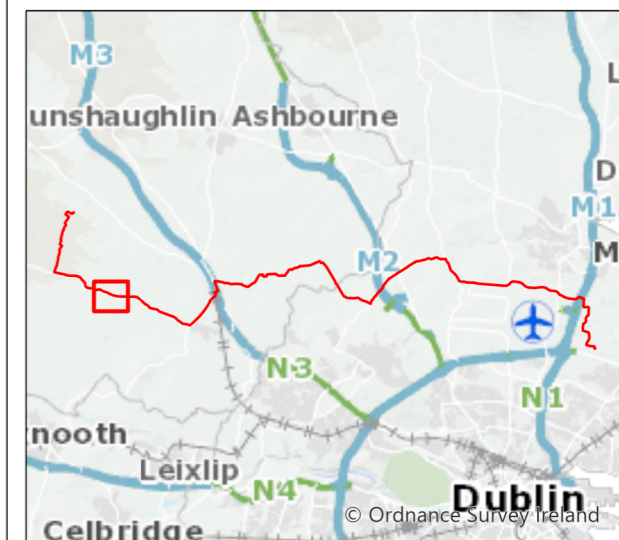 M3
unshaughlin Ashbourne
L
D
M1
M
M2
N3
N1
nooth
Leixlip
N4
Dublin
© Ordnance Survey Ireland
Celbridge